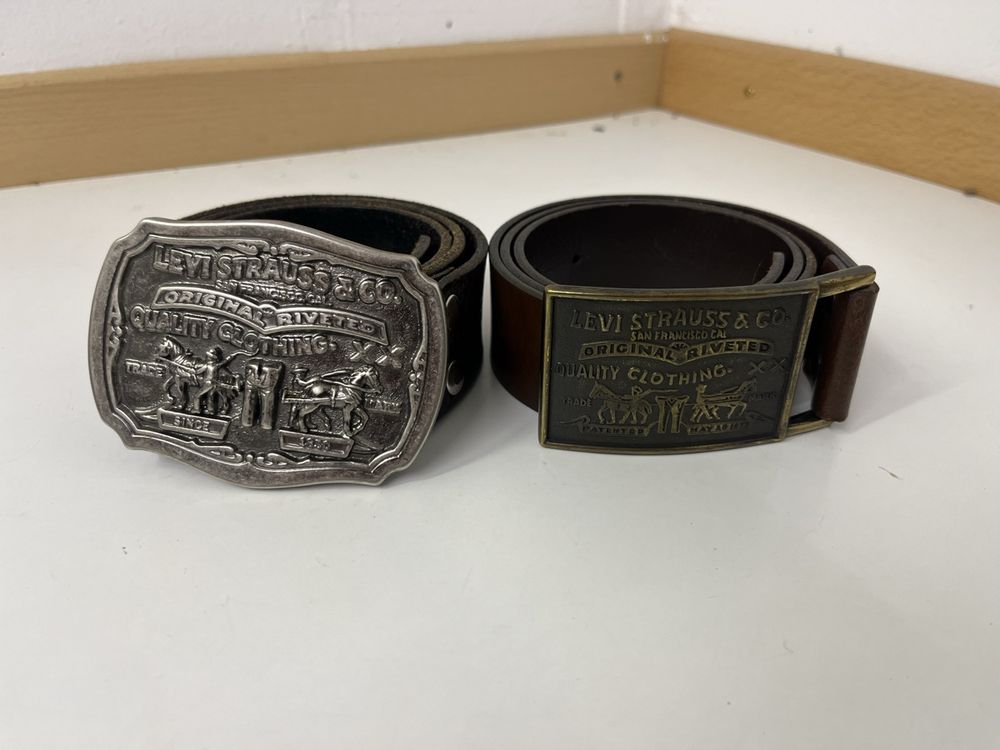 LEVI STRAUSS & CO.
SAN FRANCISCO, CAL.
ORIGINAL RIVETED
QUALITY CLOTHING. XX
TRADE MARK
SINCE 1850
LEVI STRAUSS & CO.
SAN FRANCISCO CAL
ORIGINAL RIVETED
QUALITY CLOTHING. XX
TRADE MARK
PATENTED MAY 20 1873